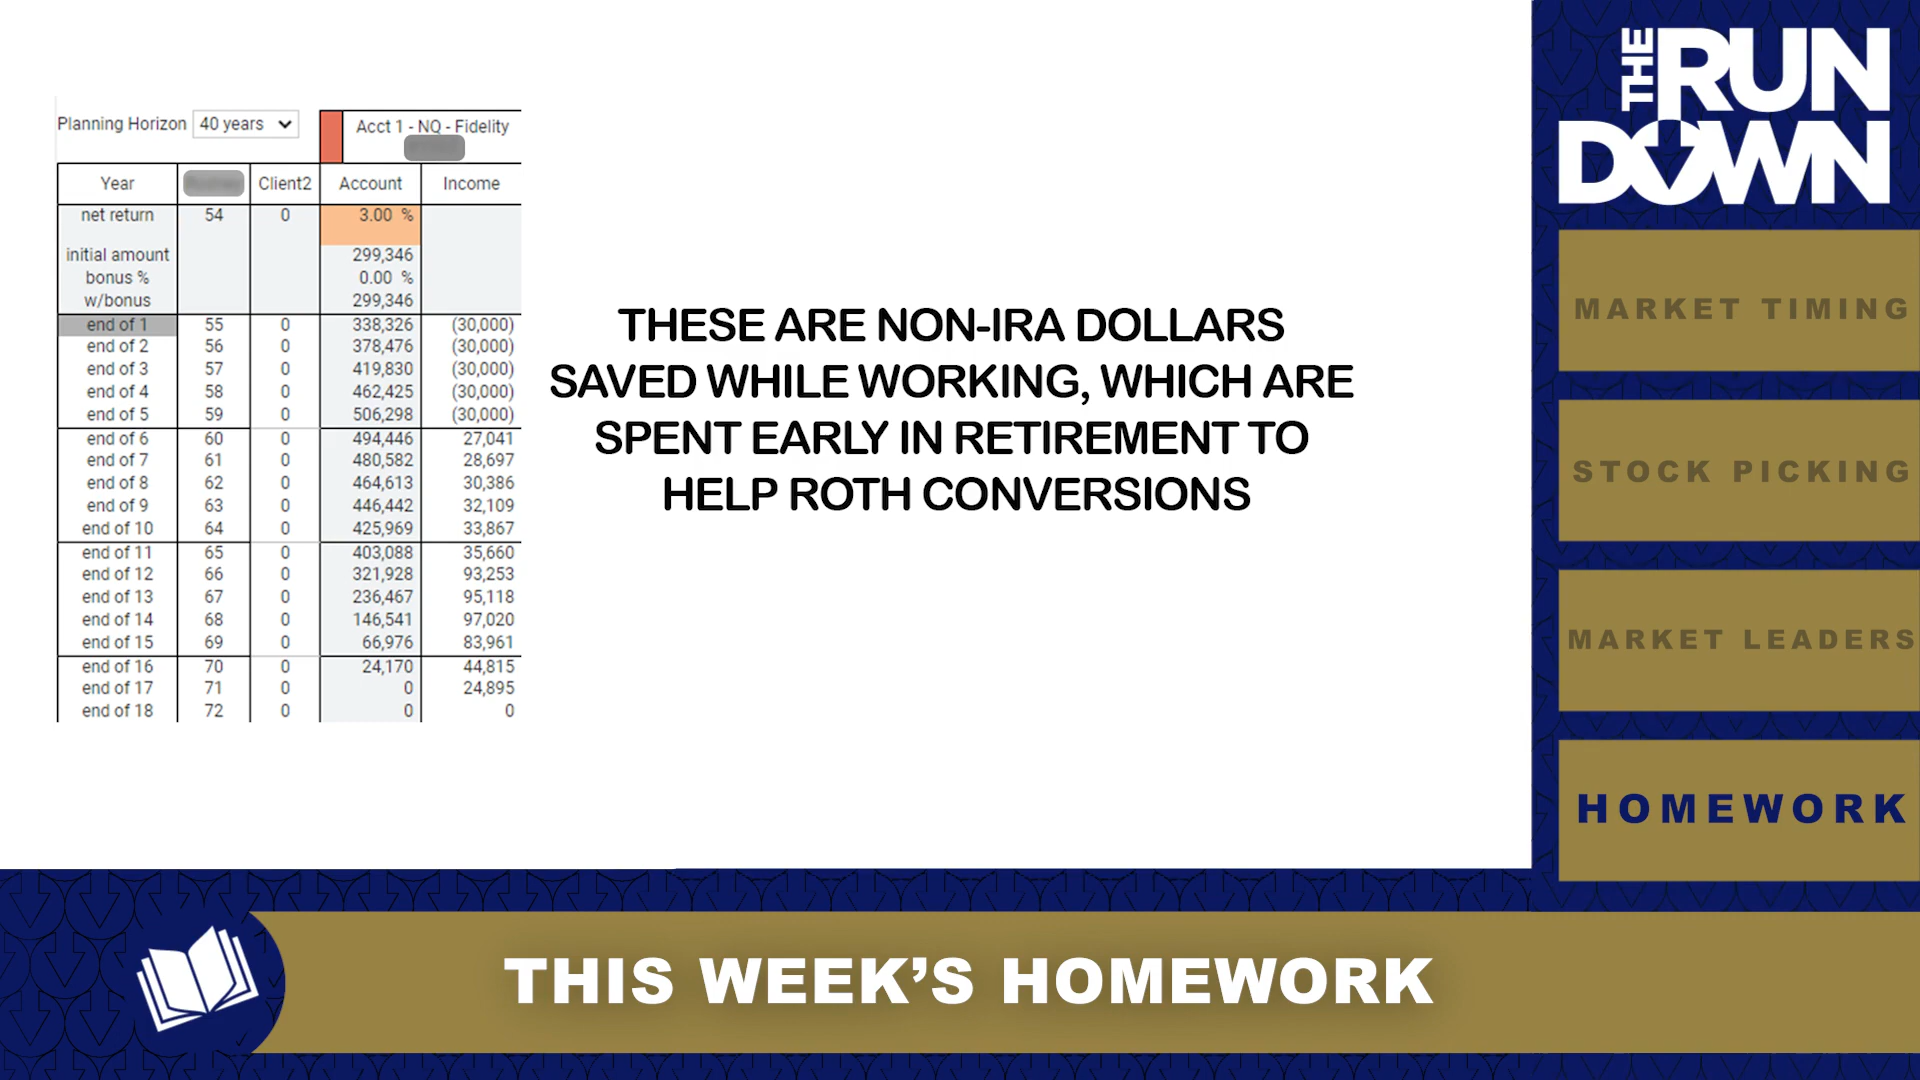 Planning Horizon 40 years
Acct 1 - NQ - Fidelity
Year Client2 Account Income
net return 54 0 3.00 %
initial amount 299,346
bonus % 0.00 %
w/bonus 299,346
end of 1 55 0 338,326 (30,000)
end of 2 56 0 378,476 (30,000)
end of 3 57 0 419,830 (30,000)
end of 4 58 0 462,425 (30,000)
end of 5 59 0 506,298 (30,000)
end of 6 60 0 494,446 27,041
end of 7 61 0 480,582 28,697
end of 8 62 0 464,613 30,386
end of 9 63 0 446,442 32,109
end of 10 64 0 425,969 33,867
end of 11 65 0 403,088 35,660
end of 12 66 0 321,928 93,253
end of 13 67 0 236,467 95,118
end of 14 68 0 146,541 97,020
end of 15 69 0 66,976 83,961
end of 16 70 0 24,170 44,815
end of 17 71 0 0 24,895
end of 18 72 0 0 0
THESE ARE NON-IRA DOLLARS
SAVED WHILE WORKING, WHICH ARE
SPENT EARLY IN RETIREMENT TO
HELP ROTH CONVERSIONS
THE RUN
DOWN
MARKET TIMING
STOCK PICKING
MARKET LEADERS
HOMEWORK
THIS WEEK'S HOMEWORK